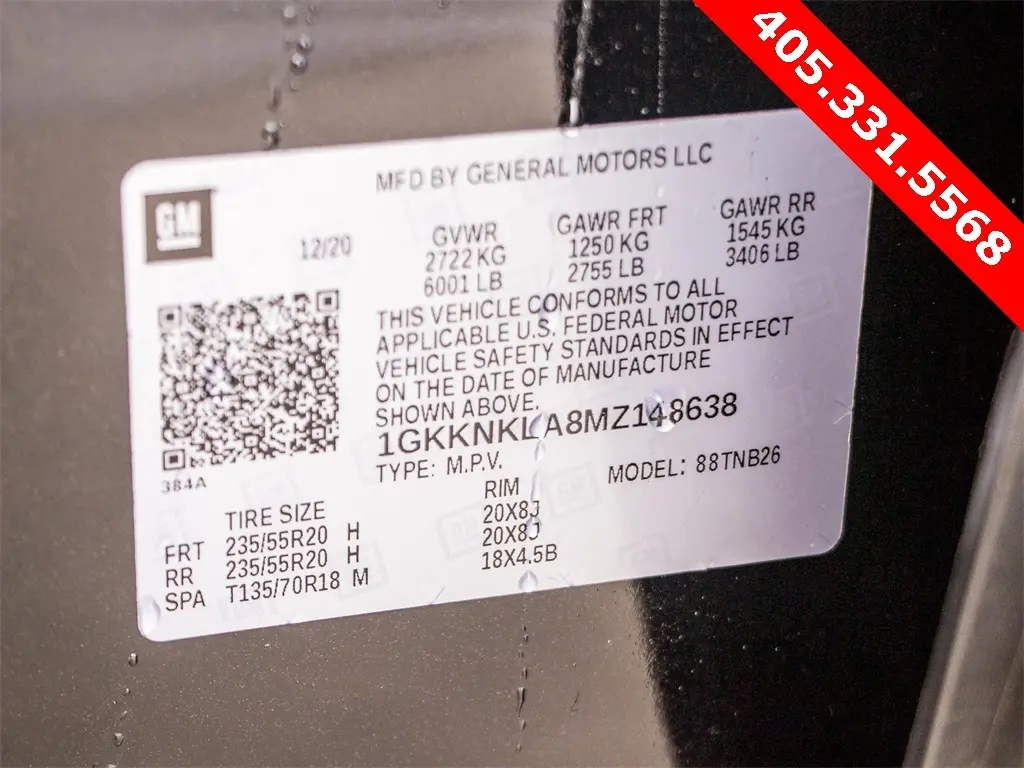 405.331.5568
MFD BY GENERAL MOTORS LLC
GM
12/20
GVWR
2722 KG
6001 LB
GAWR FRT
1250 KG
2755 LB
GAWR RR
1545 KG
3406 LB
THIS VEHICLE CONFORMS TO ALL
APPLICABLE U.S. FEDERAL MOTOR
VEHICLE SAFETY STANDARDS IN EFFECT
ON THE DATE OF MANUFACTURE
SHOWN ABOVE.
1GKKNKLA8MZ148638
TYPE: M.P.V.
MODEL: 88TNB26
384A
TIRE SIZE RIM
FRT 235/55R20 H 20X8J
RR 235/55R20 H 20X8J
SPA T135/70R18 M 18X4.5B